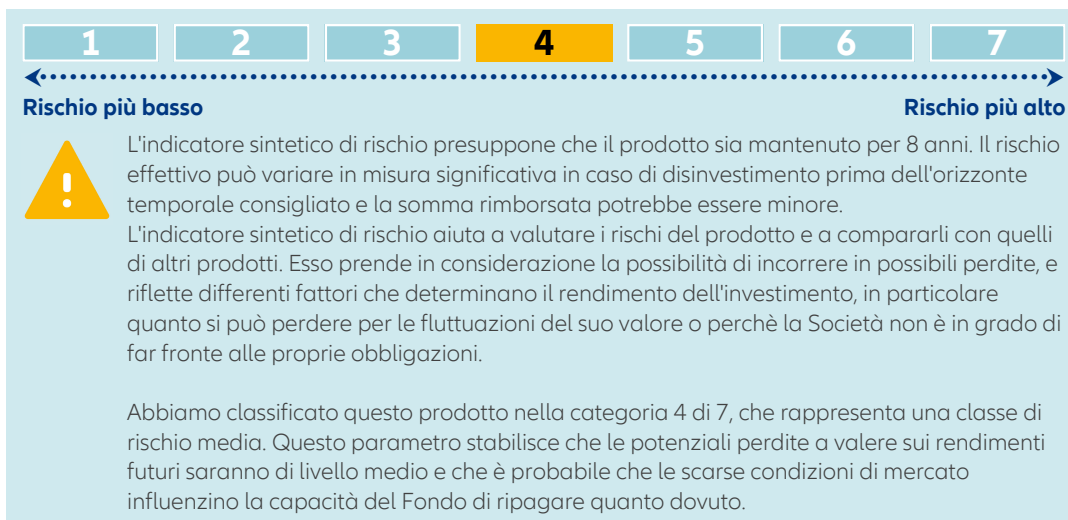 1 2 3 4 5 6 7
Rischio più basso Rischio più alto
L'indicatore sintetico di rischio presuppone che il prodotto sia mantenuto per 8 anni. Il rischio
effettivo può variare in misura significativa in caso di disinvestimento prima dell'orizzonte
temporale consigliato e la somma rimborsata potrebbe essere minore.
L'indicatore sintetico di rischio aiuta a valutare i rischi del prodotto e a compararli con quelli
di altri prodotti. Esso prende in considerazione la possibilità di incorrere in possibili perdite, e
riflette differenti fattori che determinano il rendimento dell'investimento, in particolare
quanto si può perdere per le fluttuazioni del suo valore o perchè la Società non è in grado di
far fronte alle proprie obbligazioni.
Abbiamo classificato questo prodotto nella categoria 4 di 7, che rappresenta una classe di
rischio media. Questo parametro stabilisce che le potenziali perdite a valere sui rendimenti
futuri saranno di livello medio e che è probabile che le scarse condizioni di mercato
influenzino la capacità del Fondo di ripagare quanto dovuto.